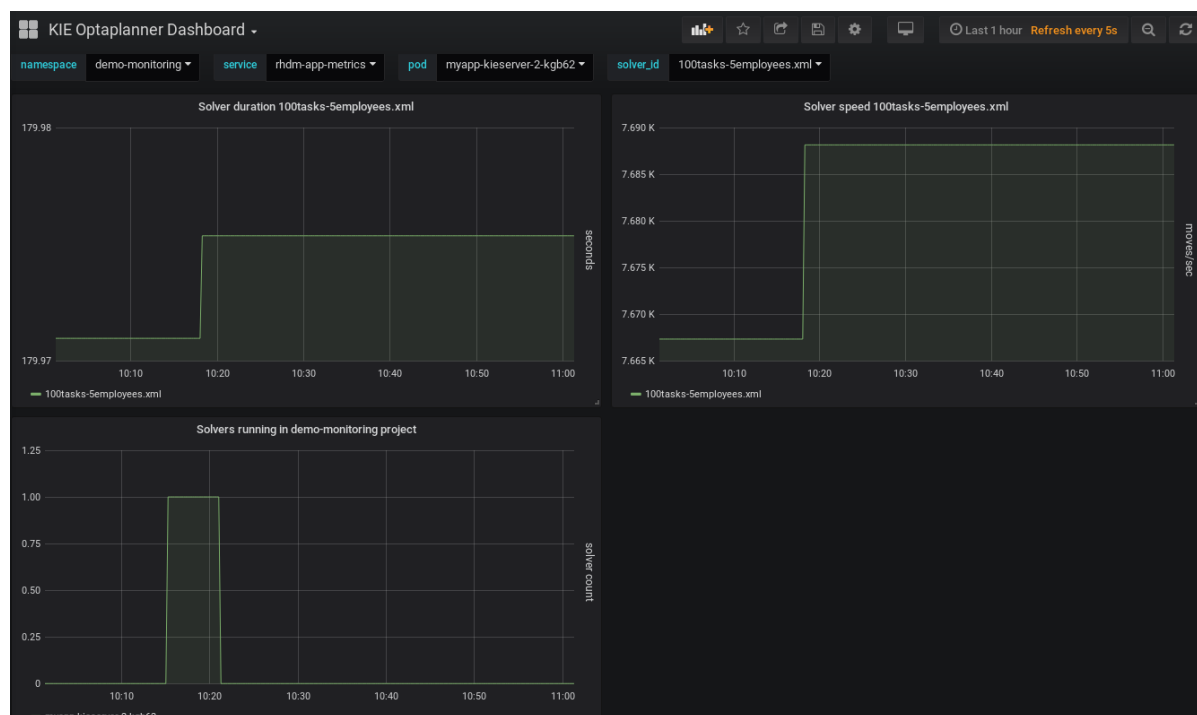 KIE Optaplanner Dashboard
Last 1 hour Refresh every 5s
namespace demo-monitoring service rhdm-app-metrics pod myapp-kieserver-2-kgb62 solver_id 100tasks-5employees.xml
Solver duration 100tasks-5employees.xml
179.98
179.97
seconds
10:10 10:20 10:30 10:40 10:50 11:00
100tasks-5employees.xml
Solver speed 100tasks-5employees.xml
7.690 K
7.685 K
7.680 K
7.675 K
7.670 K
7.665 K
moves/sec
10:10 10:20 10:30 10:40 10:50 11:00
100tasks-5employees.xml
Solvers running in demo-monitoring project
1.25
1.00
0.75
0.50
0.25
0
solver count
10:10 10:20 10:30 10:40 10:50 11:00